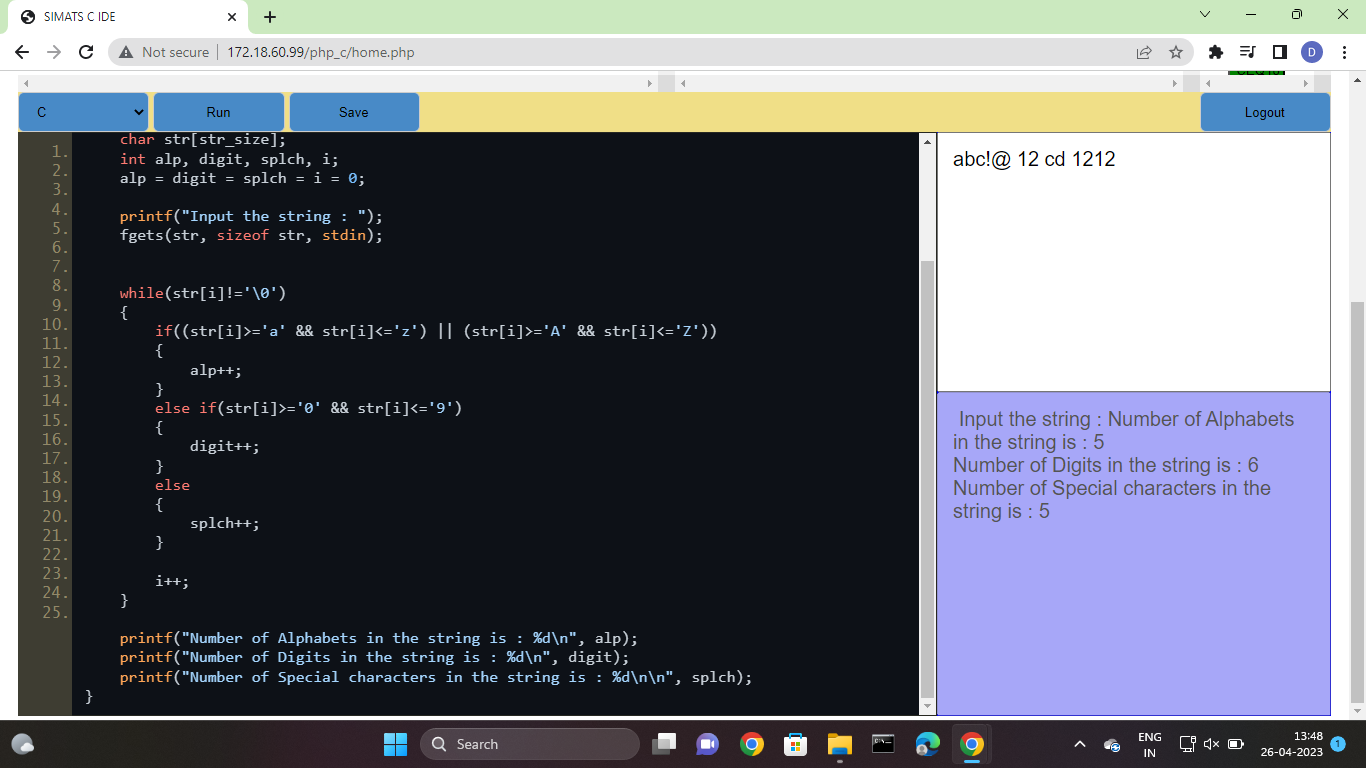 SIMATS C IDE
Not secure | 172.18.60.99/php_c/home.php
D
C Run Save Logout
1.
2.
3.
4.
5.
6.
7.
8.
9.
10.
11.
12.
13.
14.
15.
16.
17.
18.
19.
20.
21.
22.
23.
24.
25.
char str[str_size];
int alp, digit, splch, i;
alp = digit = splch = i = 0;
printf("Input the string : ");
fgets(str, sizeof str, stdin);
while(str[i]!='\0')
{
if((str[i]>='a' && str[i]<='z') || (str[i]>='A' && str[i]<='Z'))
{
alp++;
}
else if(str[i]>='0' && str[i]<='9')
{
digit++;
}
else
{
splch++;
}
i++;
}
printf("Number of Alphabets in the string is : %d\n", alp);
printf("Number of Digits in the string is : %d\n", digit);
printf("Number of Special characters in the string is : %d\n\n", splch);
}
abc!@ 12 cd 1212
Input the string : Number of Alphabets
in the string is : 5
Number of Digits in the string is : 6
Number of Special characters in the
string is : 5
Search
ENG
IN
13:48
26-04-2023
1